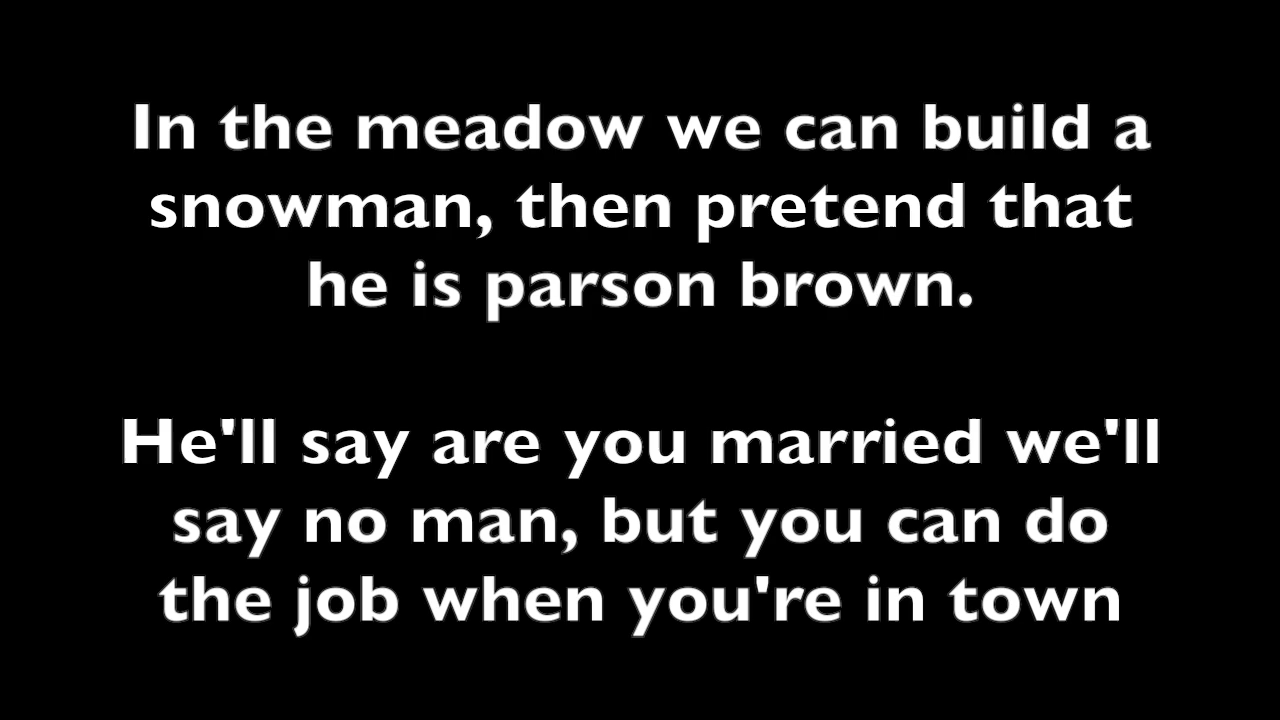 In the meadow we can build a
snowman, then pretend that
he is parson brown.
He'll say are you married we'll
say no man, but you can do
the job when you're in town